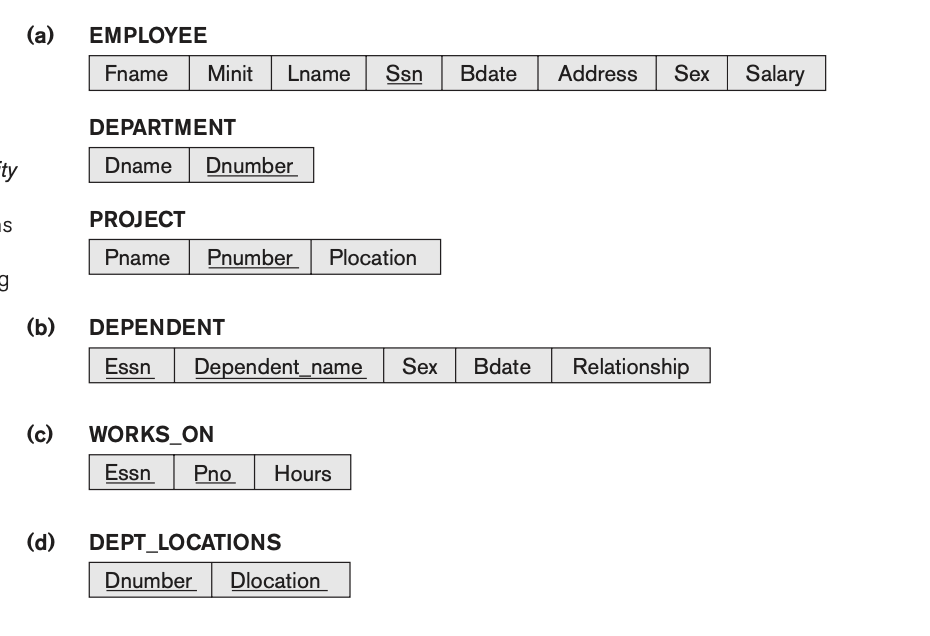 (a) EMPLOYEE
Fname Minit Lname Ssn Bdate Address Sex Salary
DEPARTMENT
Dname Dnumber
ity
PROJECT
Pname Pnumber Plocation
g
(b) DEPENDENT
Essn Dependent_name Sex Bdate Relationship
(c) WORKS_ON
Essn Pno Hours
(d) DEPT_LOCATIONS
Dnumber Dlocation